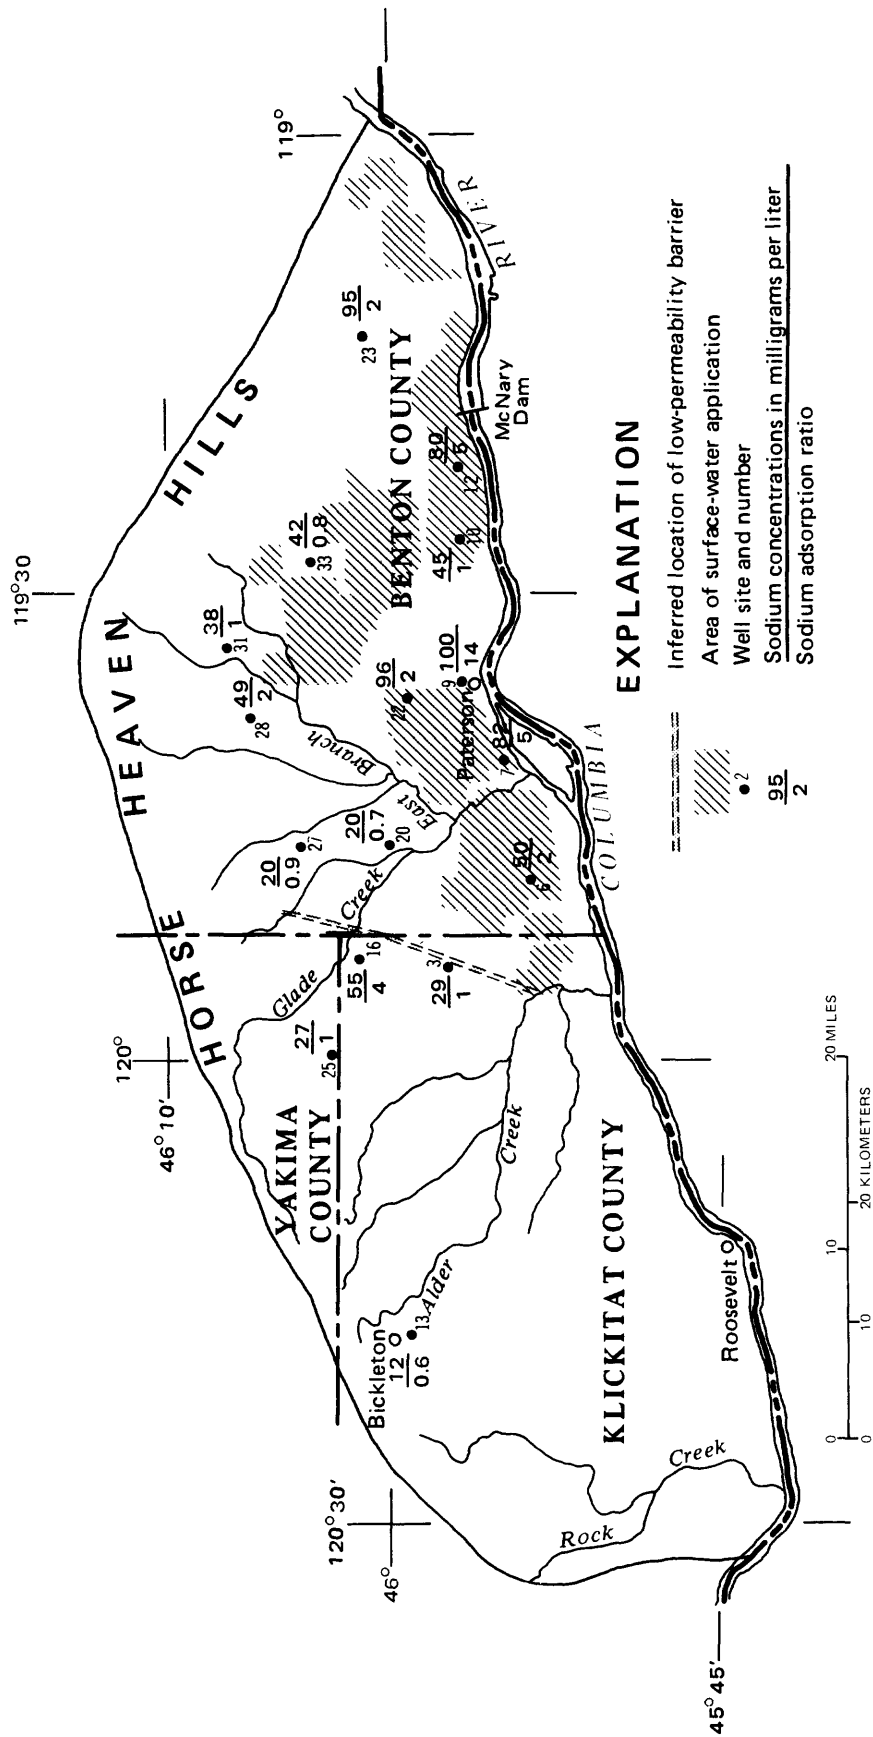 120°30'
120°
119°30
119°
46°10'
46°
45°45'
HORSE HEAVEN HILLS
YAKIMA
COUNTY
KLICKITAT COUNTY
BENTON COUNTY
Bickleton
12
0.6
13
Alder
Creek
Rock
Creek
Roosevelt
Glade
Creek
East
Branch
27
1
25
55
4
16
29
1
3
20
0.9
27
20
0.7
20
49
2
28
38
1
31
42
0.8
33
96
2
22
100
14
9
Paterson
82
5
7
50
2
6
45
1
10
80
5
12
95
2
23
McNary
Dam
COLUMBIA
RIVER
EXPLANATION
Inferred location of low-permeability barrier
Area of surface-water application
2
Well site and number
95
2
Sodium concentrations in milligrams per liter
Sodium adsorption ratio
0
10
20 MILES
0
10
20 KILOMETERS